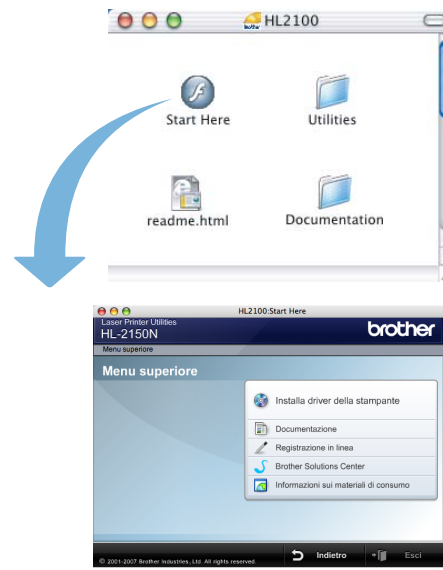 brother HL2100
Start Here
Utilities
readme.html
Documentation
HL2100:Start Here
Laser Printer Utilities
HL-2150N
brother
Menu superiore
Menu superiore
Installa driver della stampante
Documentazione
Registrazione in linea
Brother Solutions Center
Informazioni sui materiali di consumo
© 2001-2007 Brother Industries, Ltd. All rights reserved.
Indietro
Esci